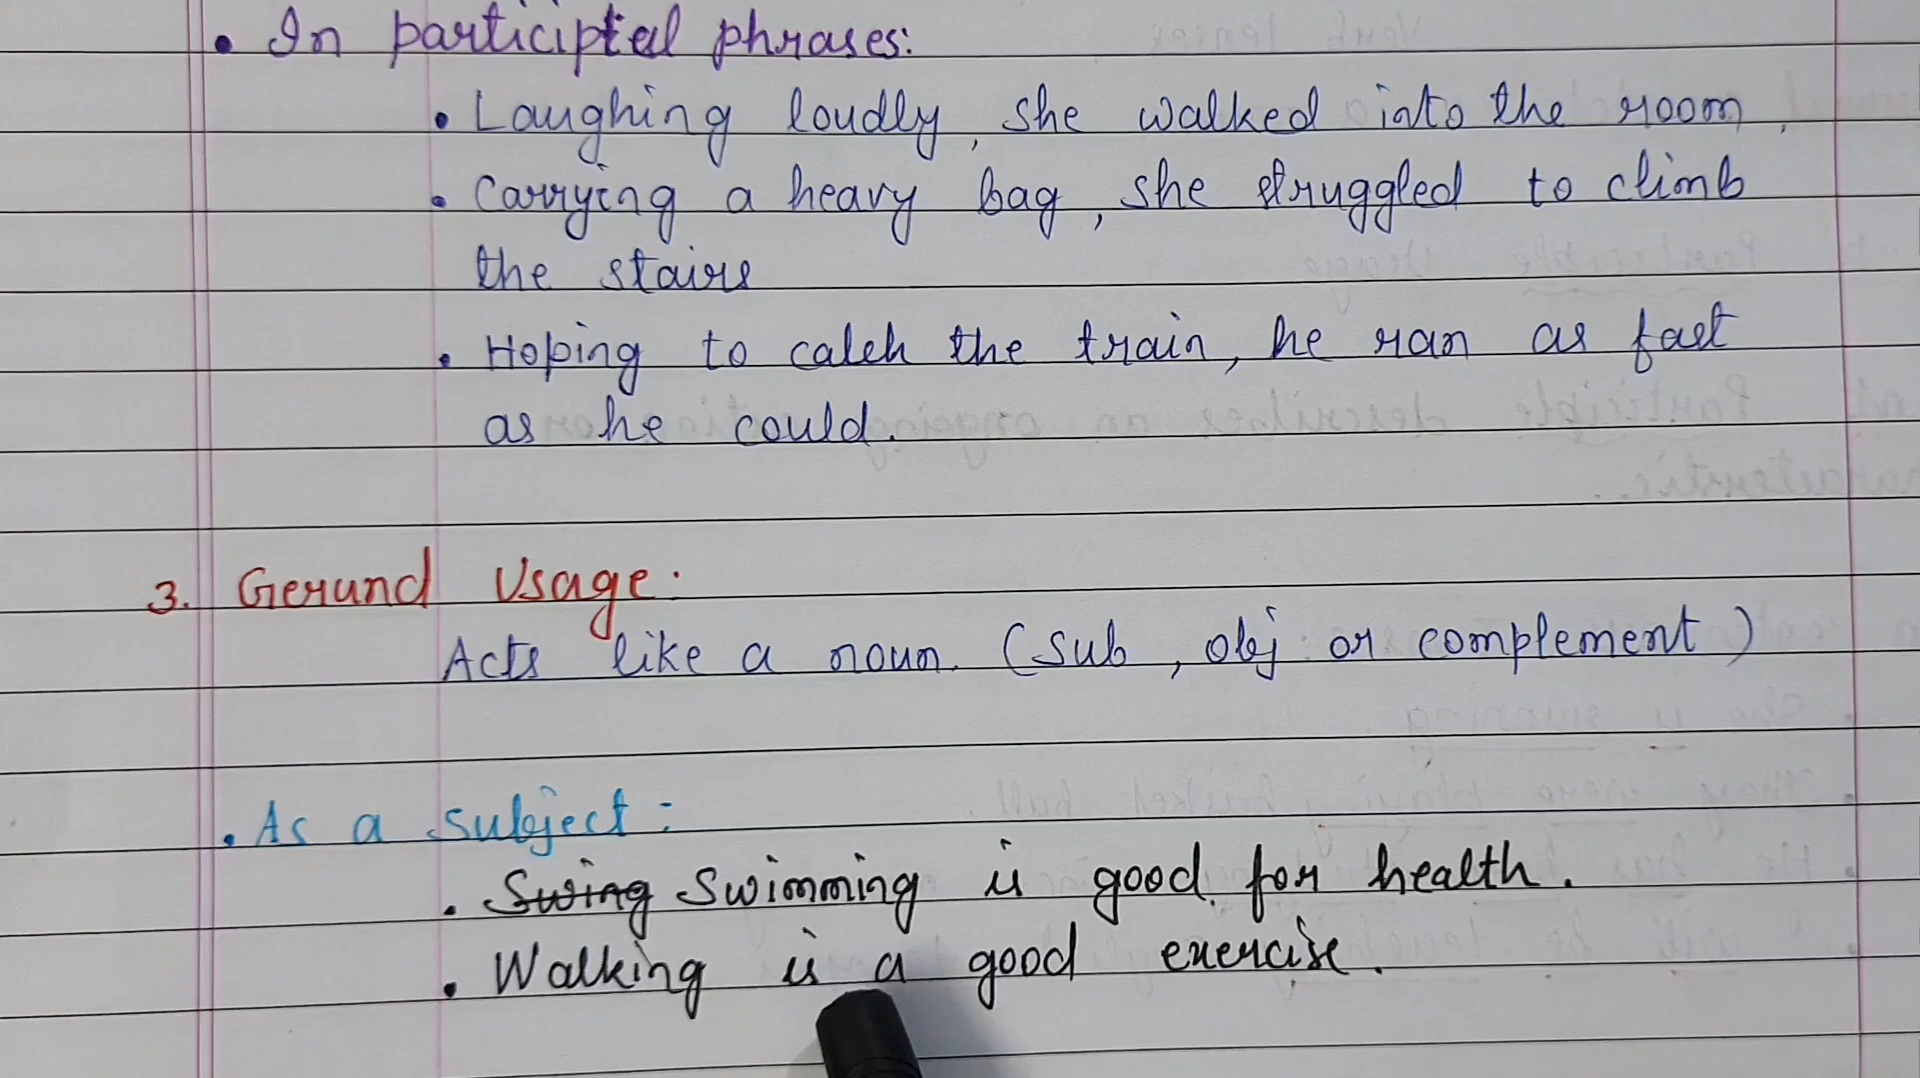 • In participial phrases:
• Laughing loudly, she walked into the room.
• Carrying a heavy bag, she struggled to climb
the stairs
• Hoping to catch the train, he ran as fast
as he could.
3. Gerund Usage:
Acts like a noun. (sub, obj or complement)
• As a subject:
• Swing Swimming is good for health.
• Walking is a good exercise.